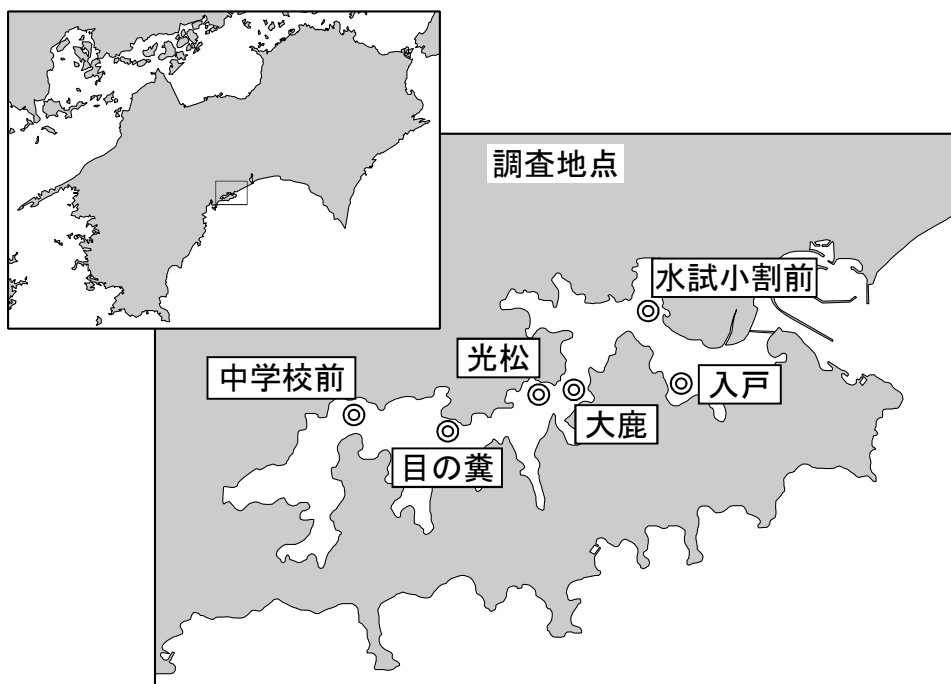 調査地点
水試小割前
光松
中学校前
入戸
大鹿
目の糞